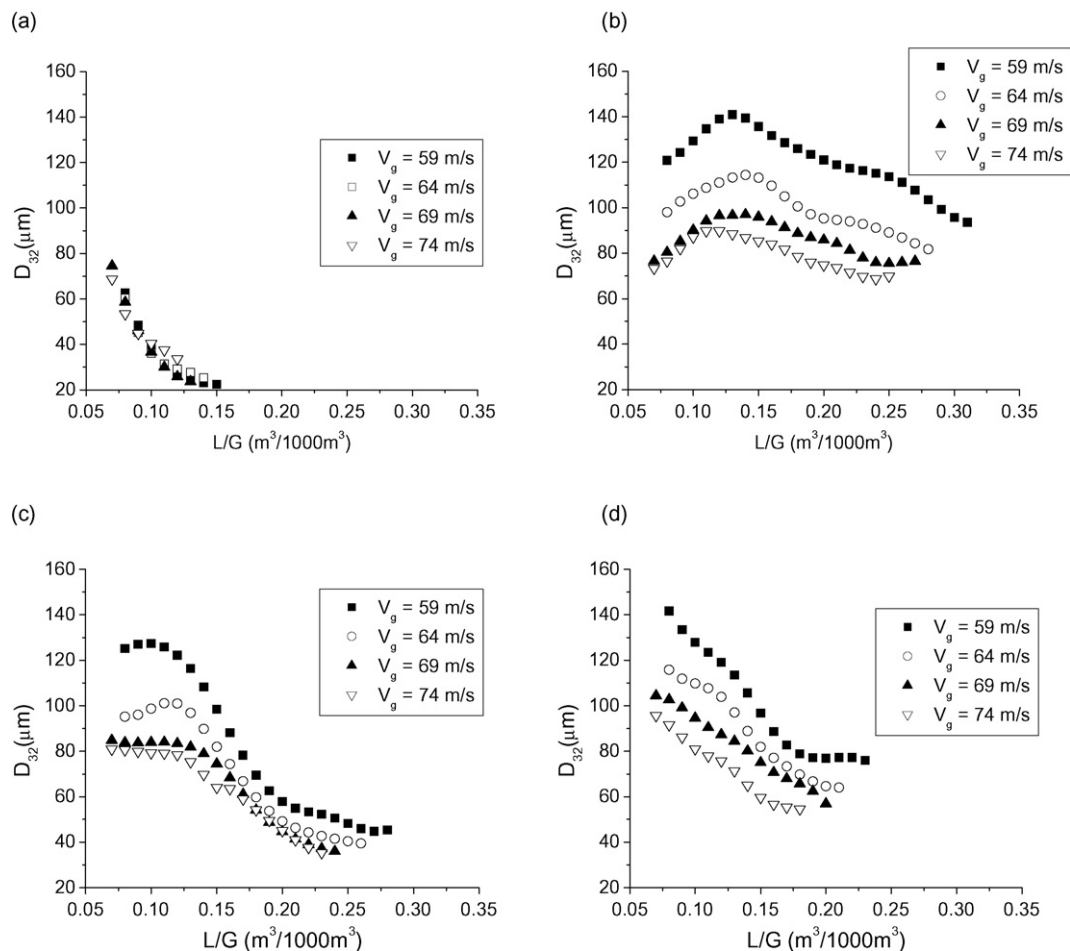 (a)
160
140
120
100
80
60
40
20
D₃₂(μm)
0.05 0.10 0.15 0.20 0.25 0.30 0.35
L/G (m³/1000m³)
V_g = 59 m/s
V_g = 64 m/s
V_g = 69 m/s
V_g = 74 m/s
(b)
160
140
120
100
80
60
40
20
D₃₂(μm)
0.05 0.10 0.15 0.20 0.25 0.30 0.35
L/G (m³/1000m³)
V_g = 59 m/s
V_g = 64 m/s
V_g = 69 m/s
V_g = 74 m/s
(c)
160
140
120
100
80
60
40
20
D₃₂(μm)
0.05 0.10 0.15 0.20 0.25 0.30 0.35
L/G (m³/1000m³)
V_g = 59 m/s
V_g = 64 m/s
V_g = 69 m/s
V_g = 74 m/s
(d)
160
140
120
100
80
60
40
20
D₃₂(μm)
0.05 0.10 0.15 0.20 0.25 0.30 0.35
L/G (m³/1000m³)
V_g = 59 m/s
V_g = 64 m/s
V_g = 69 m/s
V_g = 74 m/s